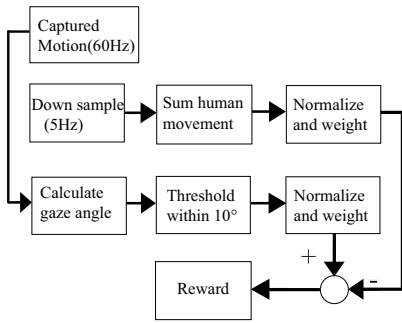 Captured
Motion(60Hz)
Down sample
(5Hz)
Sum human
movement
Normalize
and weight
Calculate
gaze angle
Threshold
within 10°
Normalize
and weight
+
-
Reward